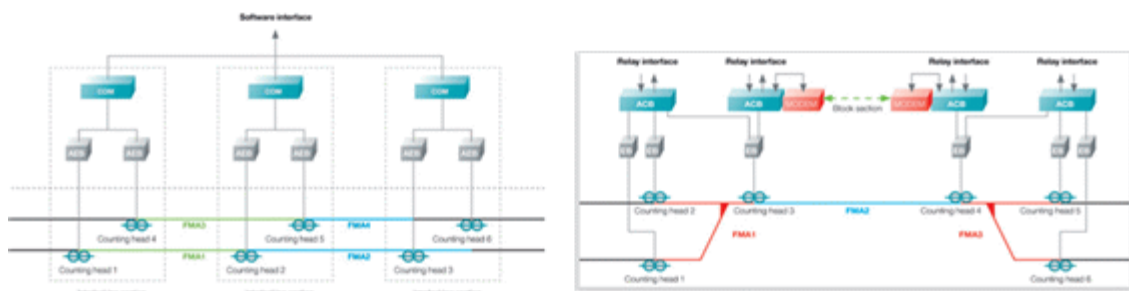 Software interface
COM
COM
COM
AEB
AEB
AEB
AEB
AEB
AEB
FMA3
FMA4
Counting head 4
Counting head 5
Counting head 6
FMA1
FMA2
Counting head 1
Counting head 2
Counting head 3
Relay interface
Relay interface
Relay interface
Relay interface
ACB
ACB
MODEM
MODEM
ACB
ACB
Block section
EB
EB
EB
EB
EB
EB
Counting head 2
Counting head 3
FMA2
Counting head 4
Counting head 5
FMA1
FMA3
Counting head 1
Counting head 6